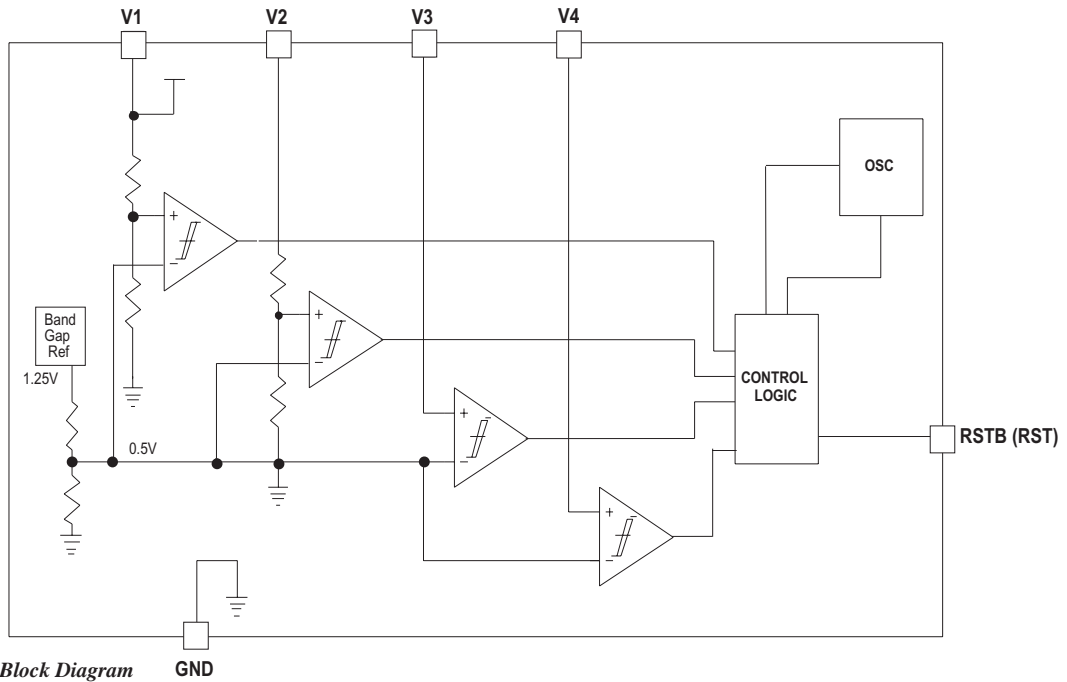 V1 V2 V3 V4
OSC
+
−
Band
Gap
Ref
1.25V
+
−
CONTROL
LOGIC
+
−
0.5V
RSTB (RST)
+
−
Block Diagram GND